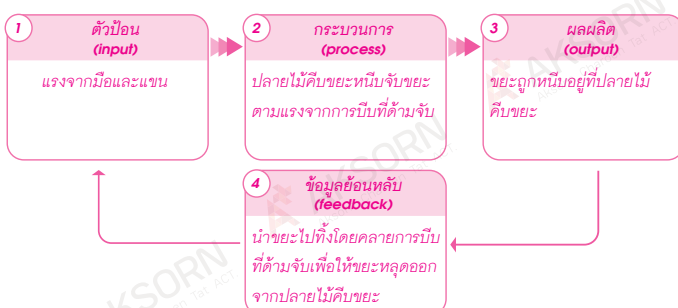 1
ตัวป้อน
(input)
แรงจากมือและแขน
2
กระบวนการ
(process)
ปลายไม้คีบขยะหนีบจับขยะ
ตามแรงจากการบีบที่ด้ามจับ
3
ผลผลิต
(output)
ขยะถูกหนีบอยู่ที่ปลายไม้
คีบขยะ
4
ข้อมูลย้อนหลับ
(feedback)
นำขยะไปทิ้งโดยคลายการบีบ
ที่ด้ามจับเพื่อให้ขยะหลุดออก
จากปลายไม้คีบขยะ
AKSORN
AKSORN
AKSORN